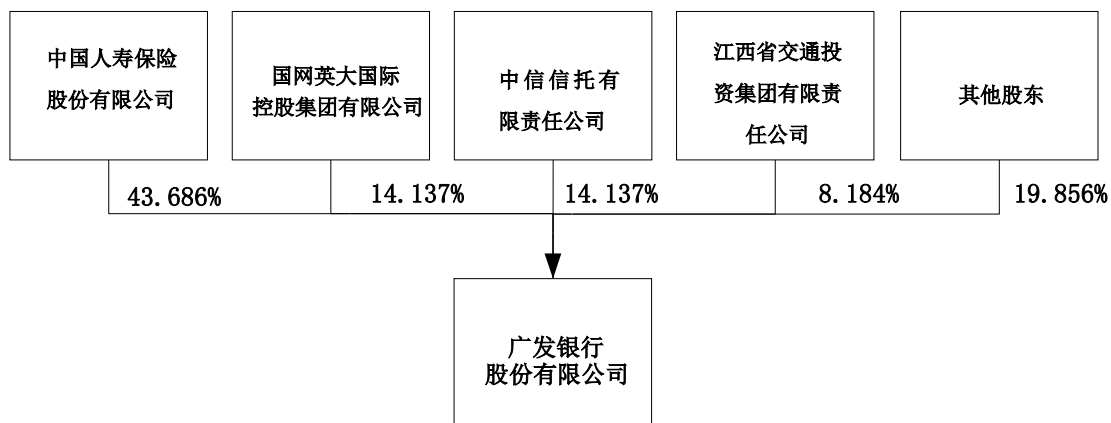 中国人寿保险
股份有限公司
国网英大国际
控股集团有限公司
中信信托有
限责任公司
江西省交通投
资集团有限责
任公司
其他股东
43.686%
14.137%
14.137%
8.184%
19.856%
广发银行
股份有限公司